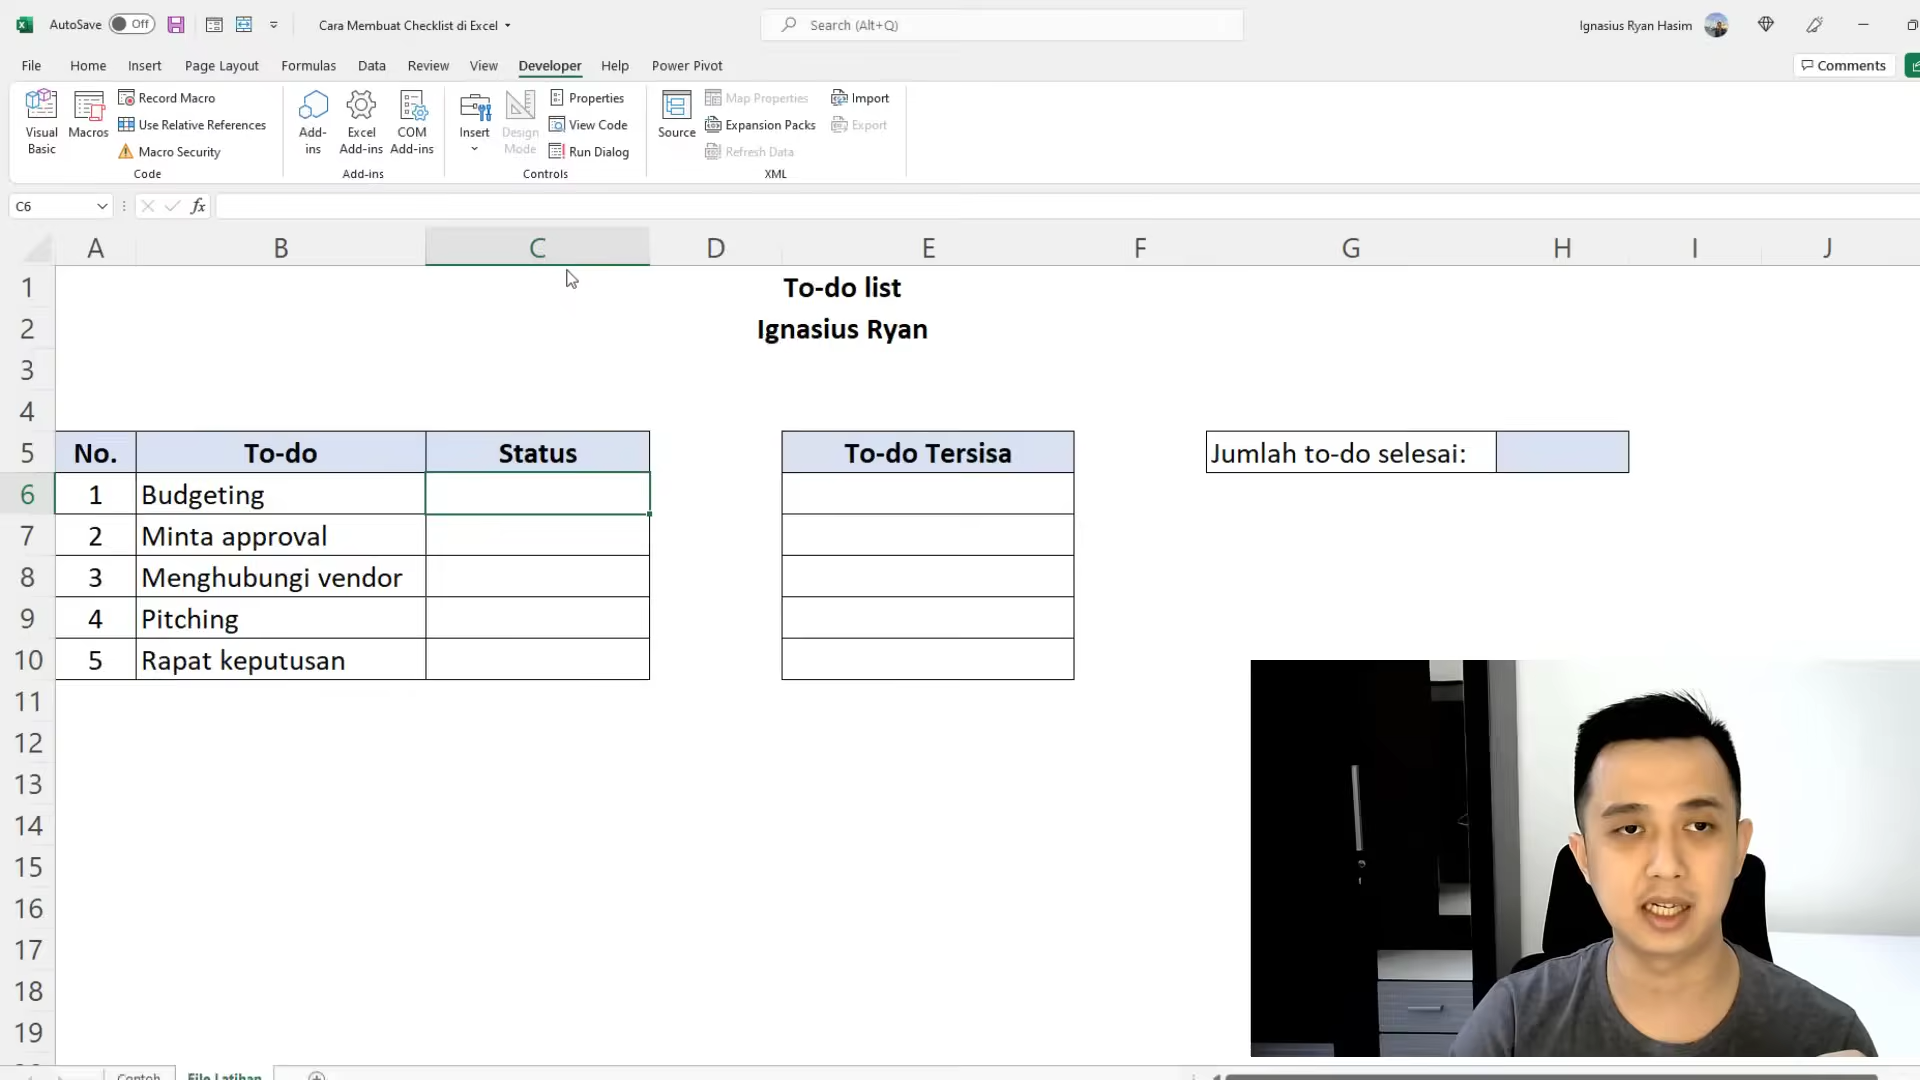 AutoSave Off Cara Membuat Checklist di Excel Search (Alt+Q) Ignasius Ryan Hasim
File Home Insert Page Layout Formulas Data Review View Developer Help Power Pivot Comments
Visual Basic
Macros
Record Macro
Use Relative References
Macro Security
Code
Add-ins
Excel Add-ins
COM Add-ins
Add-ins
Insert
Design Mode
Properties
View Code
Run Dialog
Controls
Source
Map Properties
Expansion Packs
Refresh Data
Import
Export
XML
C6 fx
A B C D E F G H I J
1 To-do list
2 Ignasius Ryan
3
4
5 No. To-do Status To-do Tersisa Jumlah to-do selesai:
6 1 Budgeting
7 2 Minta approval
8 3 Menghubungi vendor
9 4 Pitching
10 5 Rapat keputusan
11
12
13
14
15
16
17
18
19
Contoh File Latihan